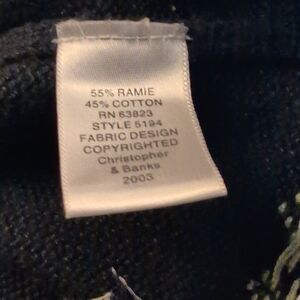 55% RAMIE
45% COTTON
RN 63823
STYLE 5194
FABRIC DESIGN
COPYRIGHTED
Christopher
& Banks
2003